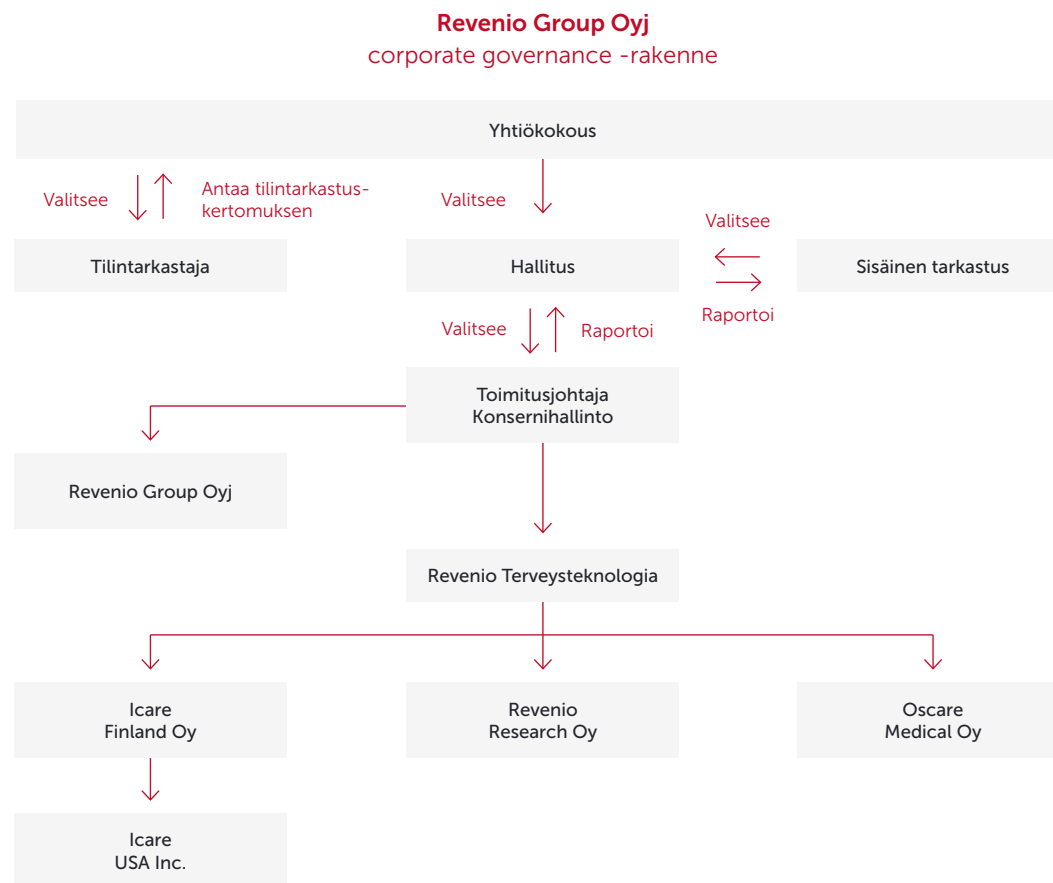 Revenio Group Oyj
corporate governance -rakenne
Yhtiökokous
Valitsee
Antaa tilintarkastus-
kertomuksen
Valitsee
Valitsee
Tilintarkastaja
Hallitus
Sisäinen tarkastus
Raportoi
Valitsee
Raportoi
Toimitusjohtaja
Konsernihallinto
Revenio Group Oyj
Revenio Terveysteknologia
Icare
Finland Oy
Revenio
Research Oy
Oscare
Medical Oy
Icare
USA Inc.